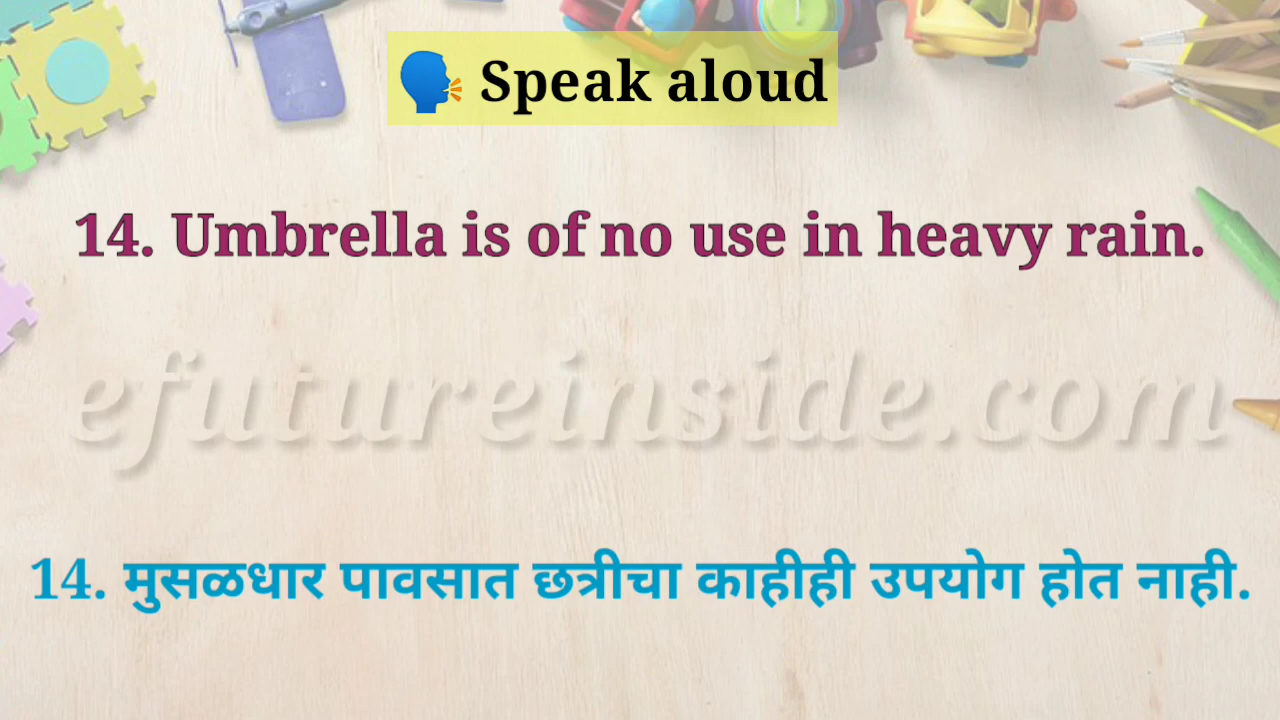 🗣️ Speak aloud
14. Umbrella is of no use in heavy rain.
efutureinside.com
14. मुसळधार पावसात छत्रीचा काहीही उपयोग होत नाही.